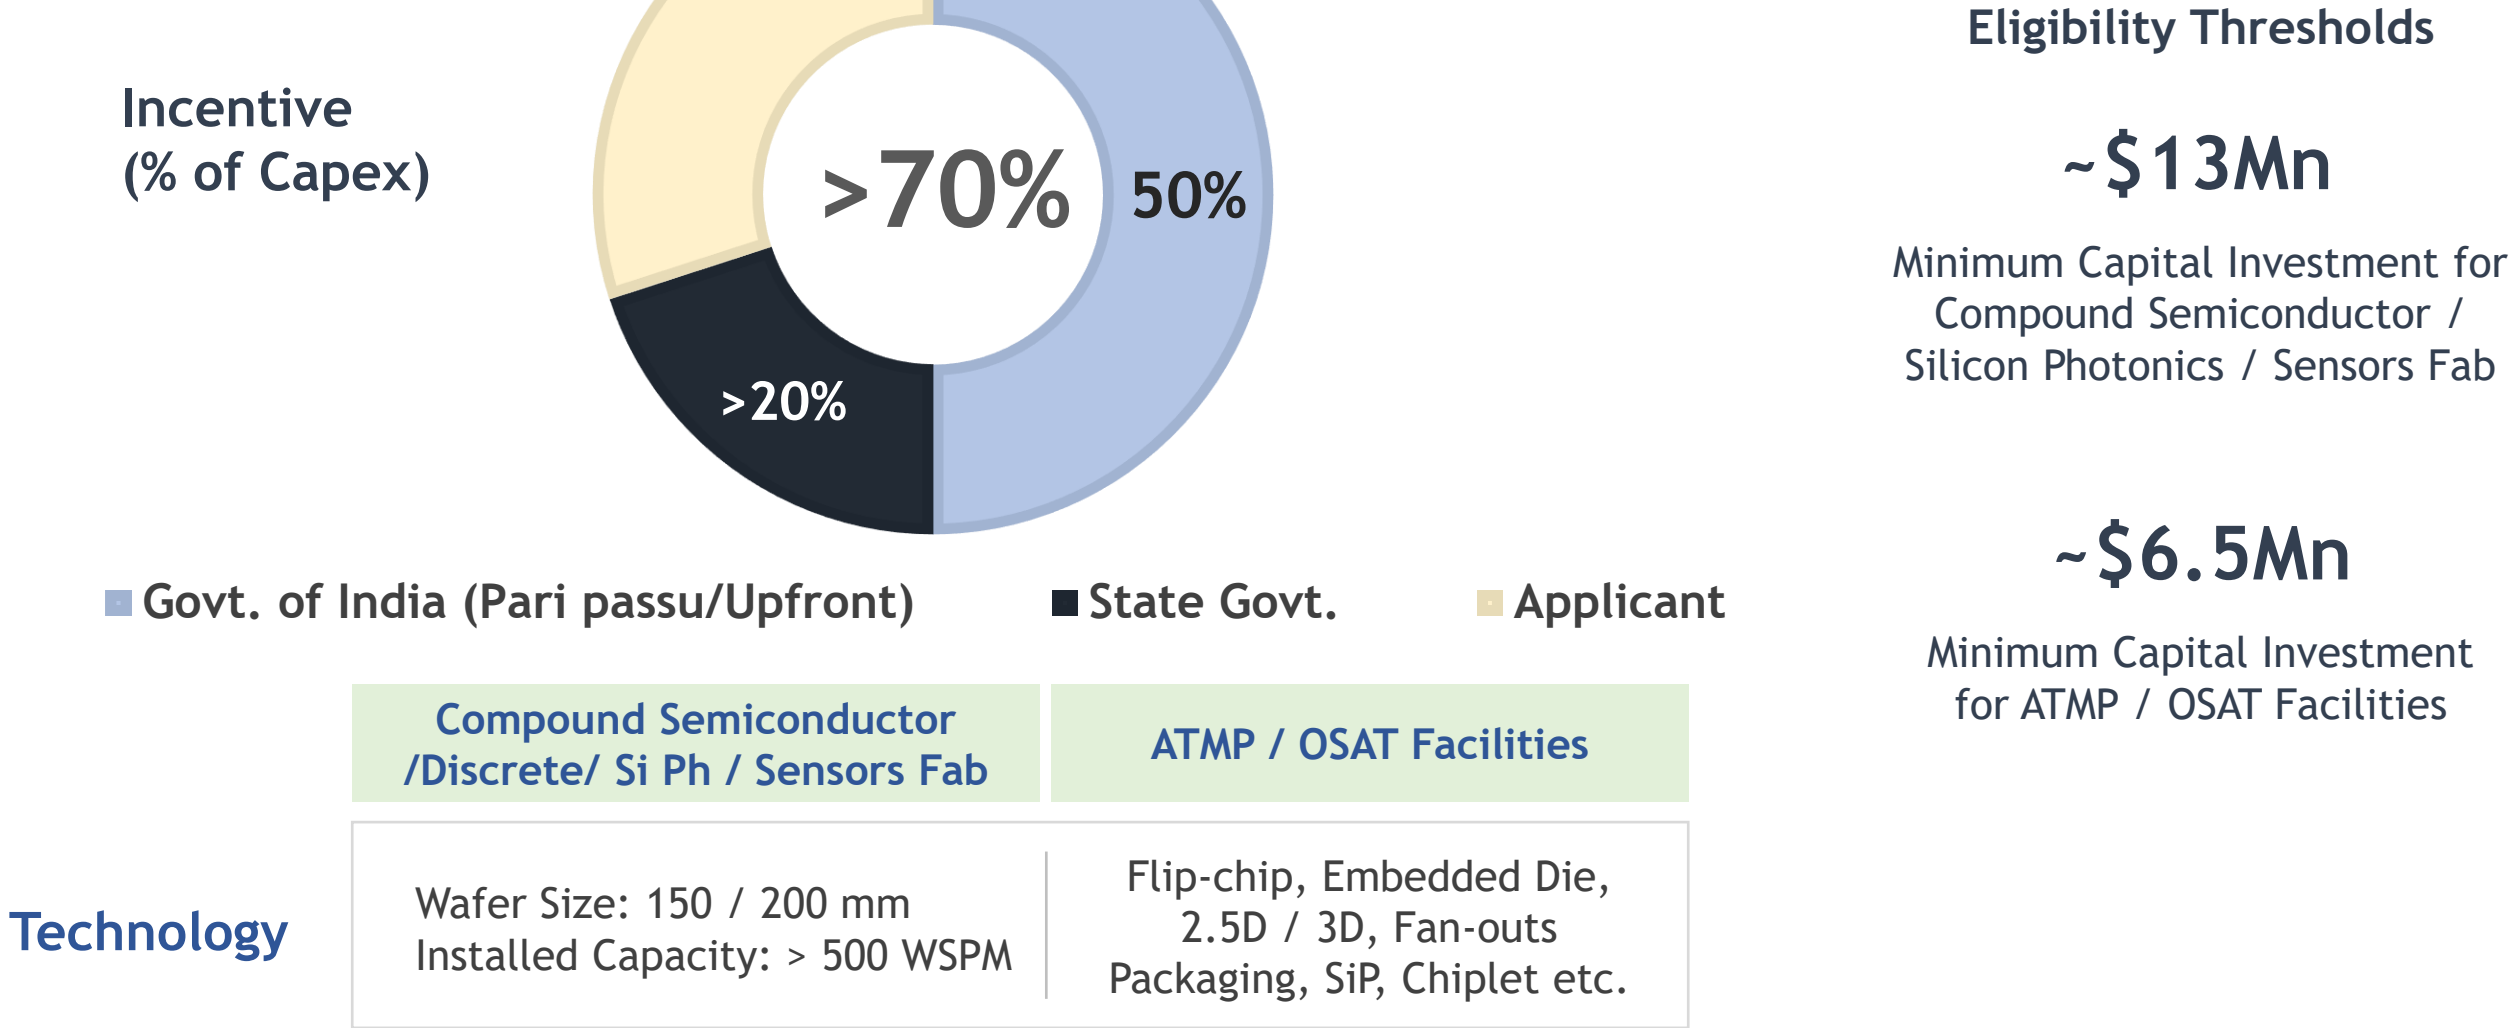 Incentive
(% of Capex)
>70%
50%
>20%
Govt. of India (Pari passu/Upfront)
State Govt.
Applicant
Eligibility Thresholds
~$13Mn
Minimum Capital Investment for
Compound Semiconductor /
Silicon Photonics / Sensors Fab
~$6.5Mn
Minimum Capital Investment
for ATMP / OSAT Facilities
Compound Semiconductor
/Discrete/ Si Ph / Sensors Fab
ATMP / OSAT Facilities
Technology
Wafer Size: 150 / 200 mm
Installed Capacity: > 500 WSPM
Flip-chip, Embedded Die,
2.5D / 3D, Fan-outs
Packaging, SiP, Chiplet etc.